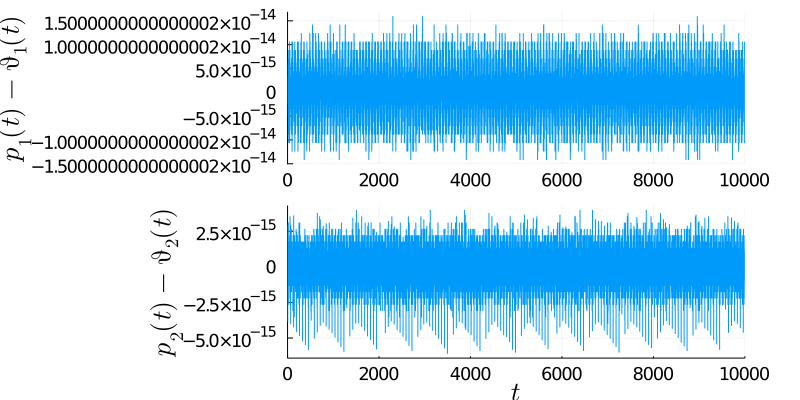 p₁(t) − ϑ₁(t)
1.5000000000000002×10⁻¹⁴
1.0000000000000002×10⁻¹⁴
5.0×10⁻¹⁵
0
−5.0×10⁻¹⁵
−1.0000000000000002×10⁻¹⁴
−1.5000000000000002×10⁻¹⁴
0 2000 4000 6000 8000 10000
p₂(t) − ϑ₂(t)
2.5×10⁻¹⁵
0
−2.5×10⁻¹⁵
−5.0×10⁻¹⁵
0 2000 4000 6000 8000 10000
t